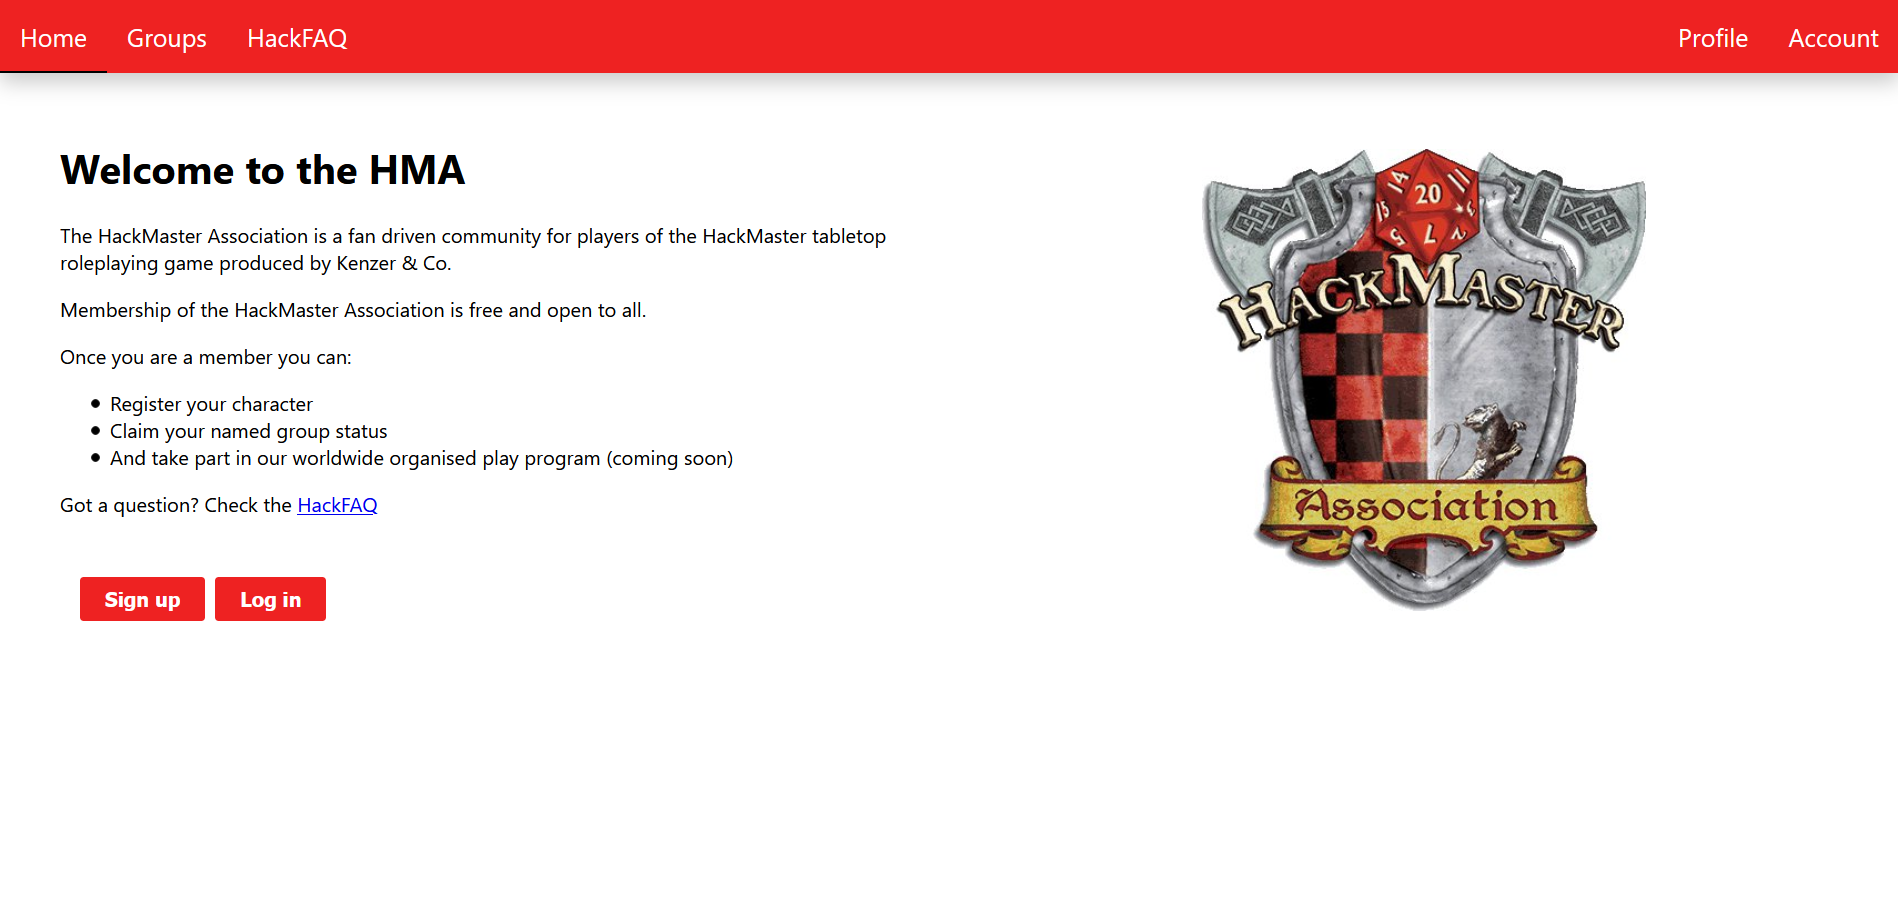 Home Groups HackFAQ Profile Account
Welcome to the HMA
The HackMaster Association is a fan driven community for players of the HackMaster tabletop
roleplaying game produced by Kenzer & Co.
Membership of the HackMaster Association is free and open to all.
Once you are a member you can:
Register your character
Claim your named group status
And take part in our worldwide organised play program (coming soon)
Got a question? Check the HackFAQ
Sign up Log in
14 20 11
15 3
5 7 2
HackMaster
Association